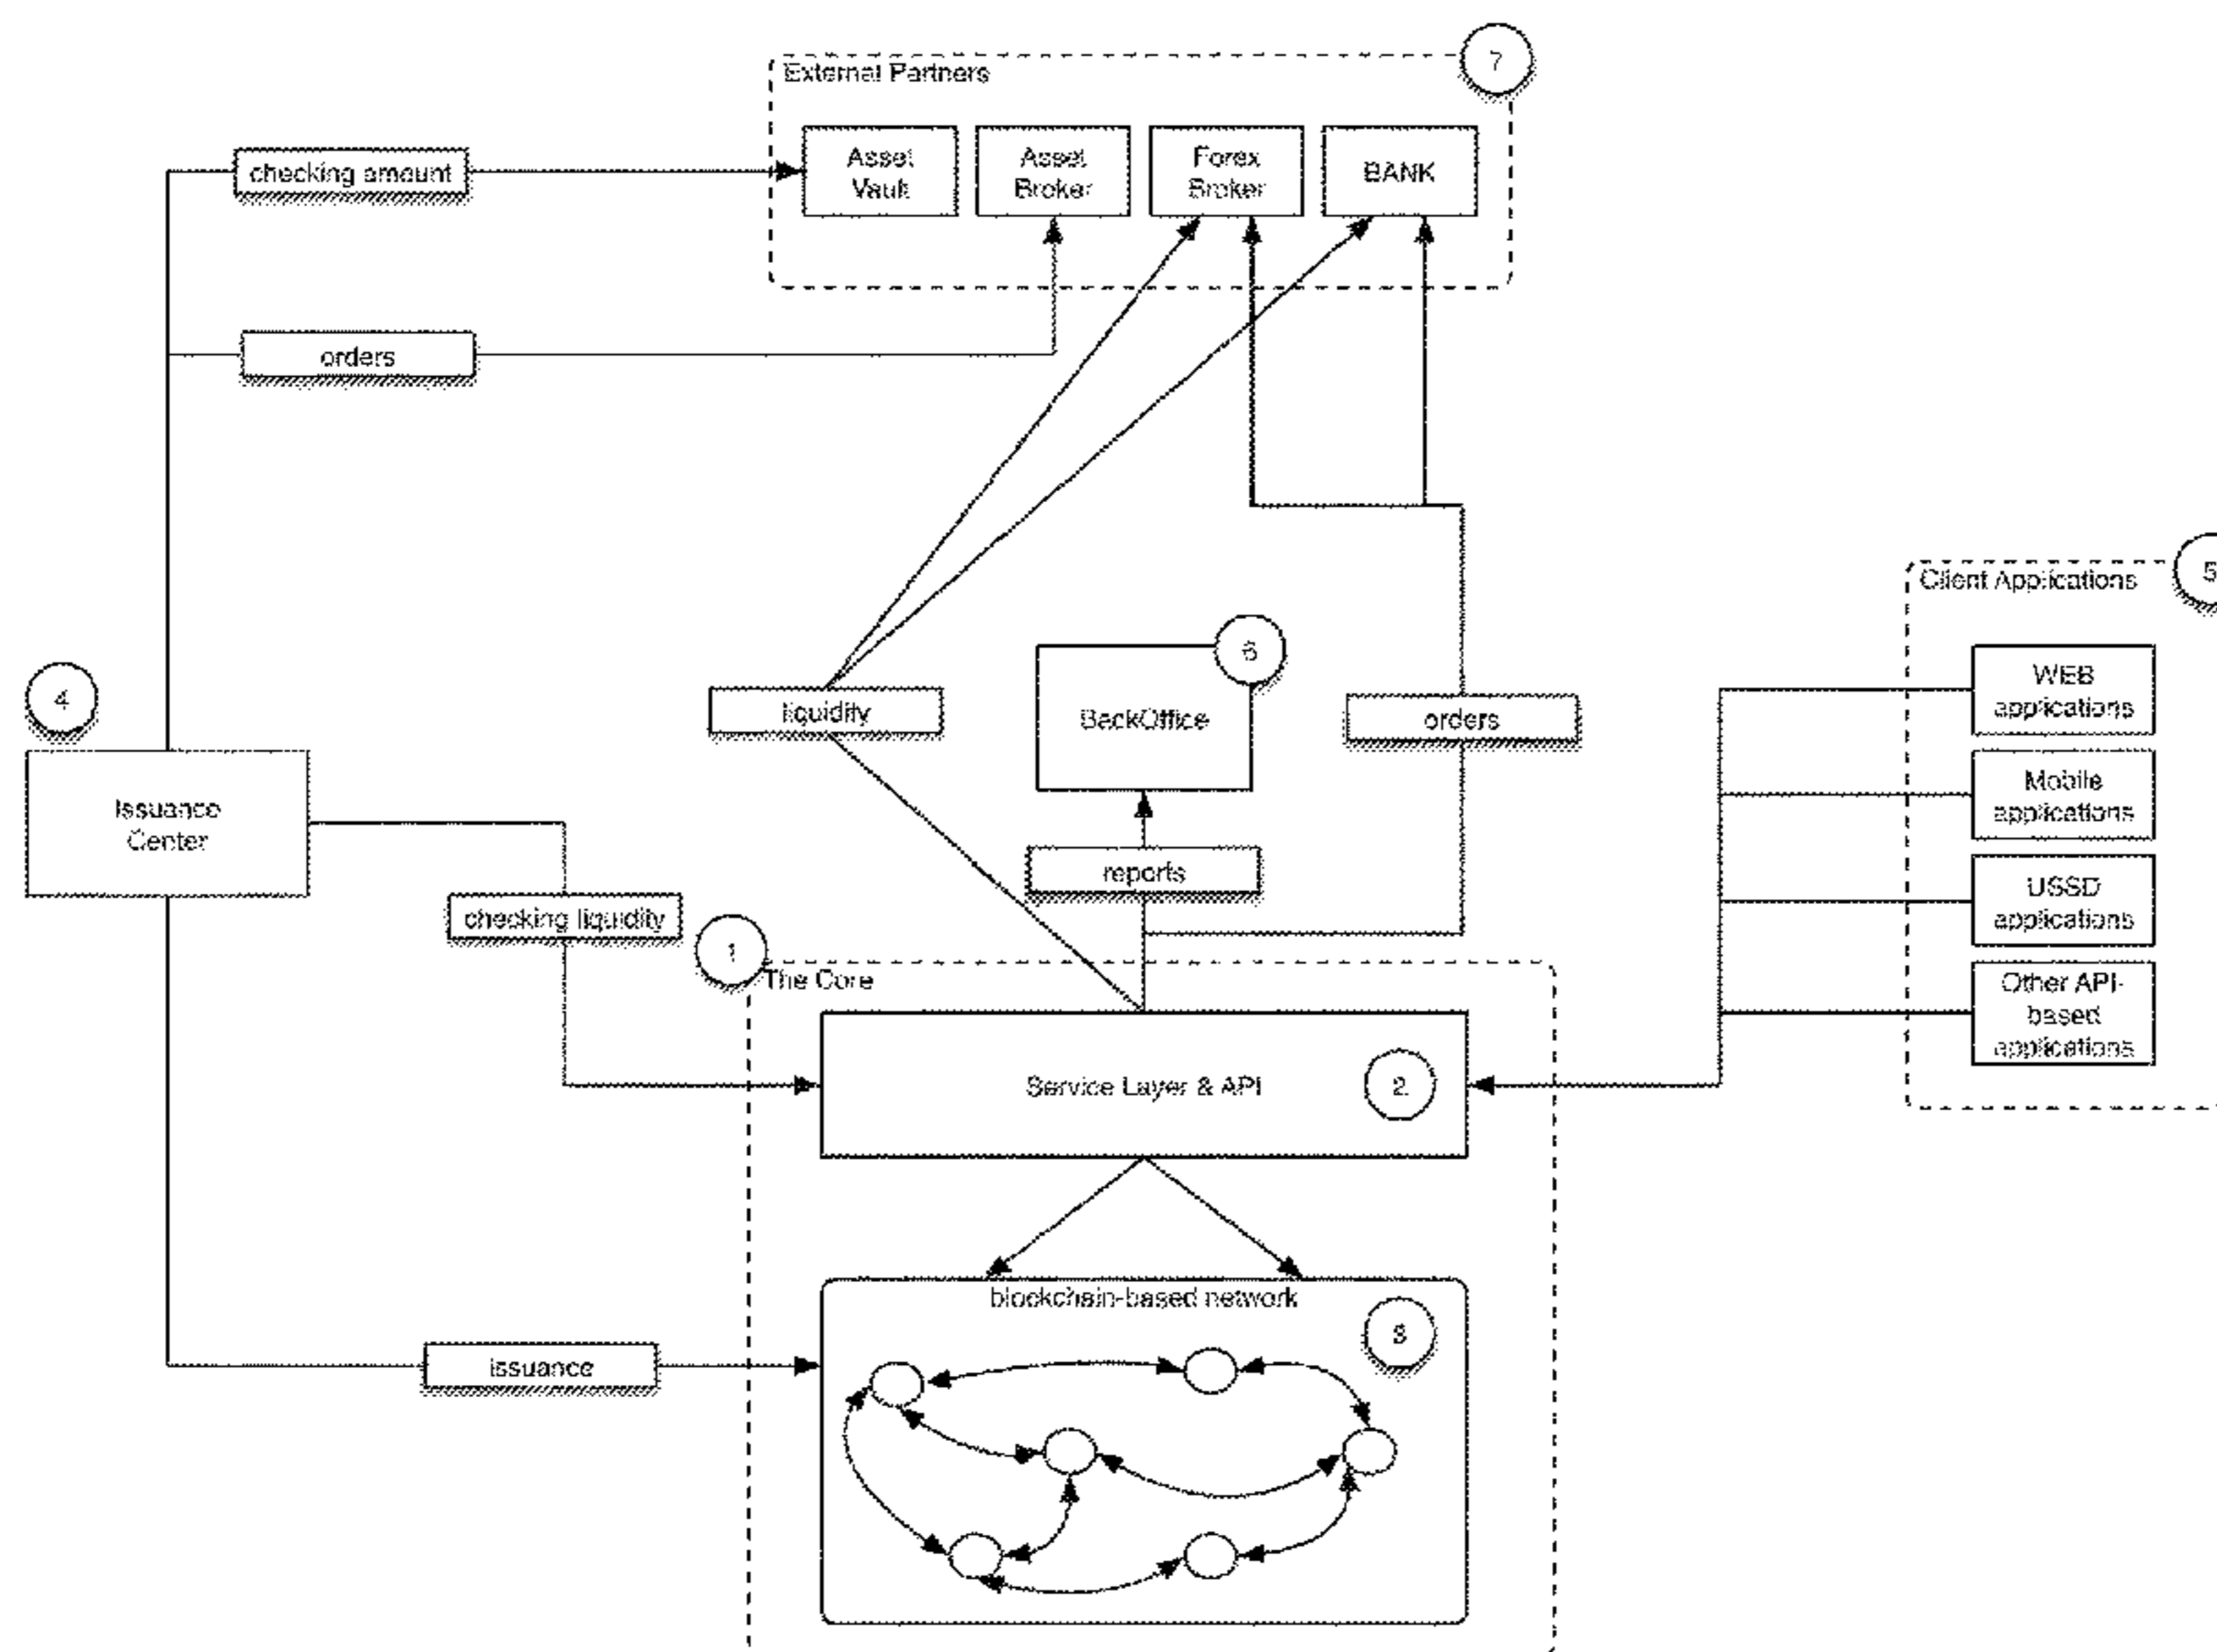 7
External Partners
Asset
Vault
Asset
Broker
Forex
Broker
BANK
checking amount
orders
5
Client Applications
6
4
WEB
applications
liquidity
BackOffice
orders
Mobile
applications
Issuance
Center
reports
USSD
applications
checking liquidity
1
The Core
Other API-
based
applications
Service Layer & API
2
blockchain-based network
3
issuance